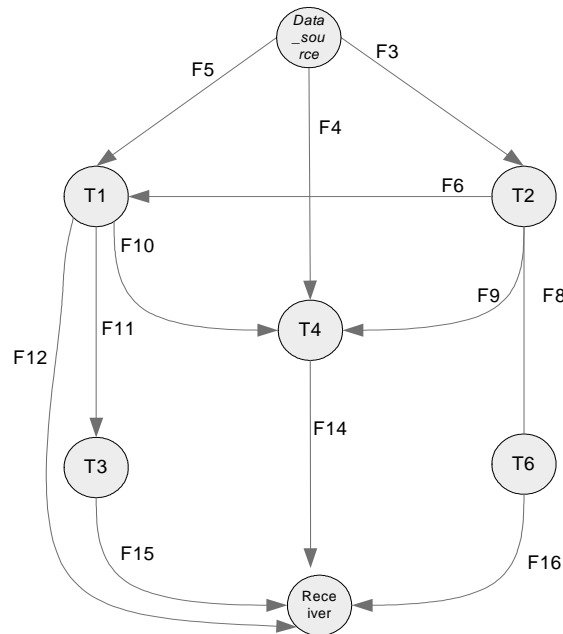 Data
_sou
rce
F5
F3
F4
T1
F6
T2
F10
F9
F8
T4
F12
F11
F14
T3
T6
F15
F16
Rece
iver